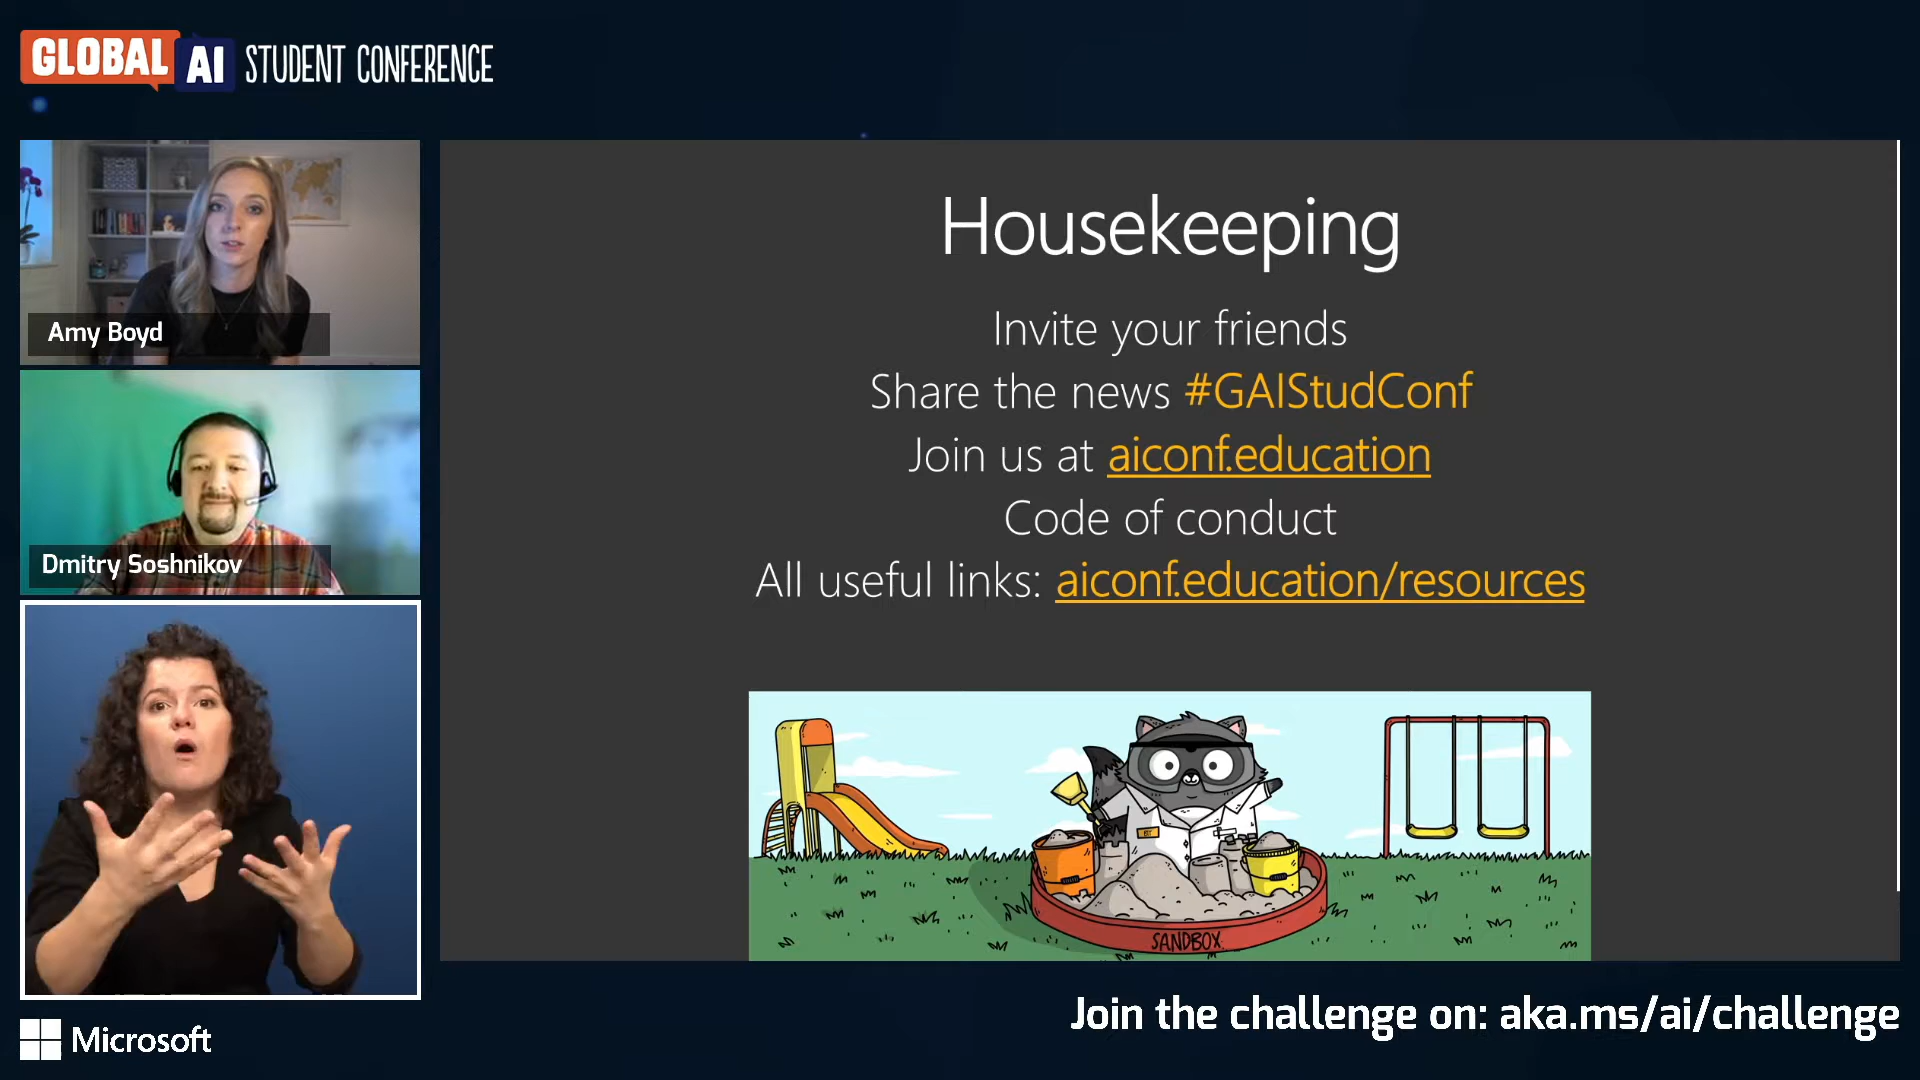 GLOBAL AI STUDENT CONFERENCE
Amy Boyd
Dmitry Soshnikov
Housekeeping
Invite your friends
Share the news #GAIStudConf
Join us at aiconf.education
Code of conduct
All useful links: aiconf.education/resources
SANDBOX
Join the challenge on: aka.ms/ai/challenge
Microsoft